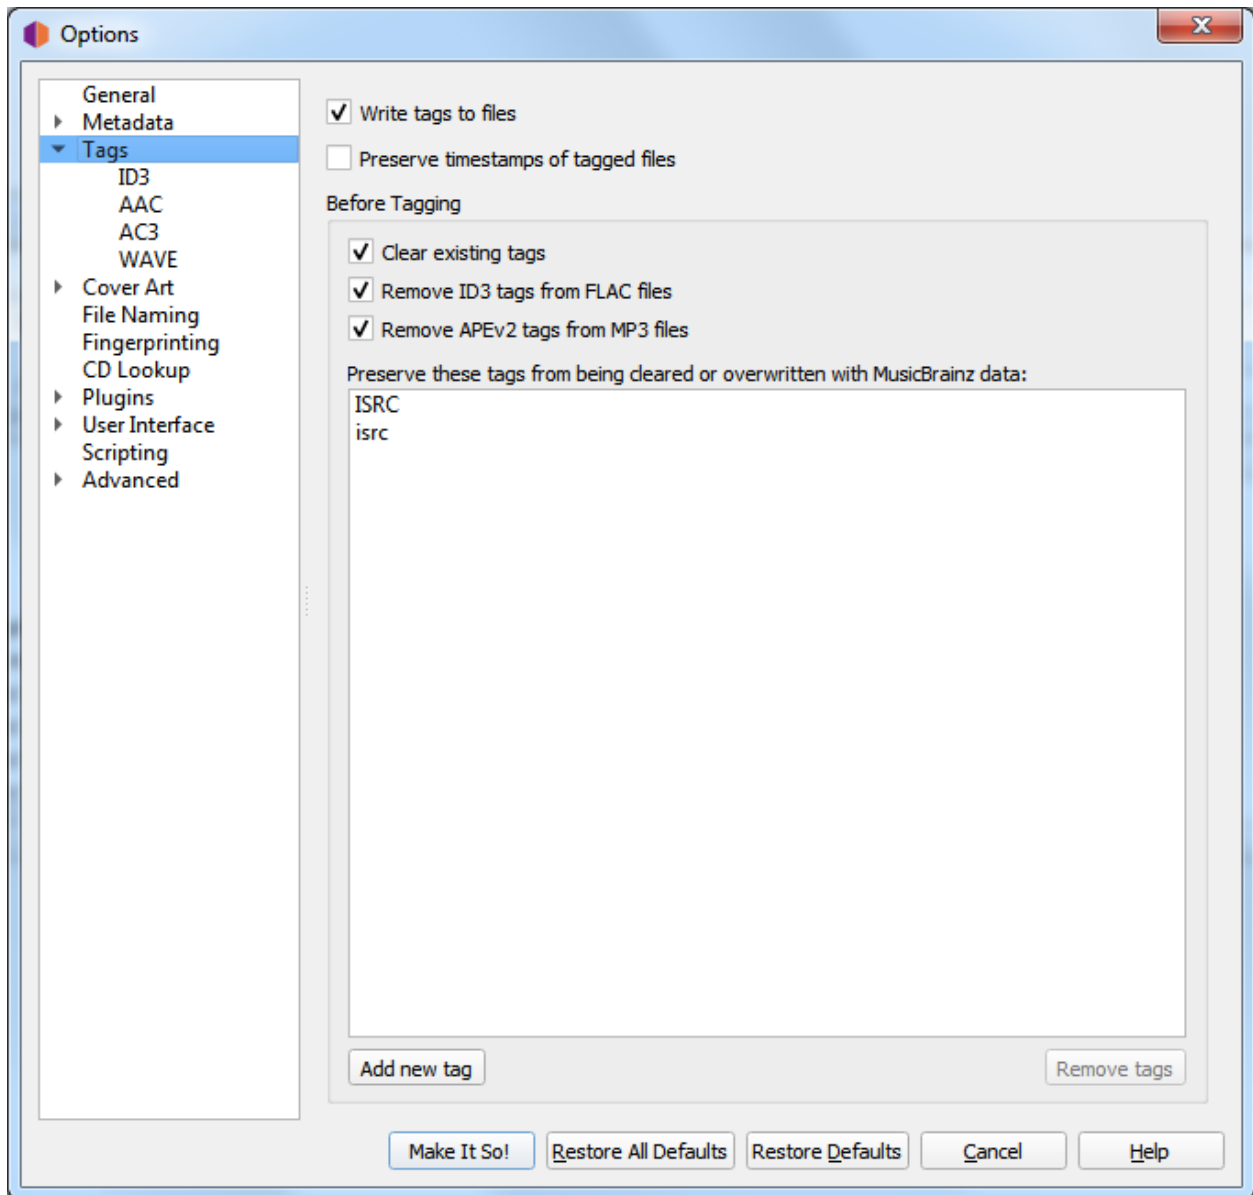 Options
General
Metadata
Tags
ID3
AAC
AC3
WAVE
Cover Art
File Naming
Fingerprinting
CD Lookup
Plugins
User Interface
Scripting
Advanced
Write tags to files
Preserve timestamps of tagged files
Before Tagging
Clear existing tags
Remove ID3 tags from FLAC files
Remove APEv2 tags from MP3 files
Preserve these tags from being cleared or overwritten with MusicBrainz data:
ISRC
isrc
Add new tag
Remove tags
Make It So!
Restore All Defaults
Restore Defaults
Cancel
Help